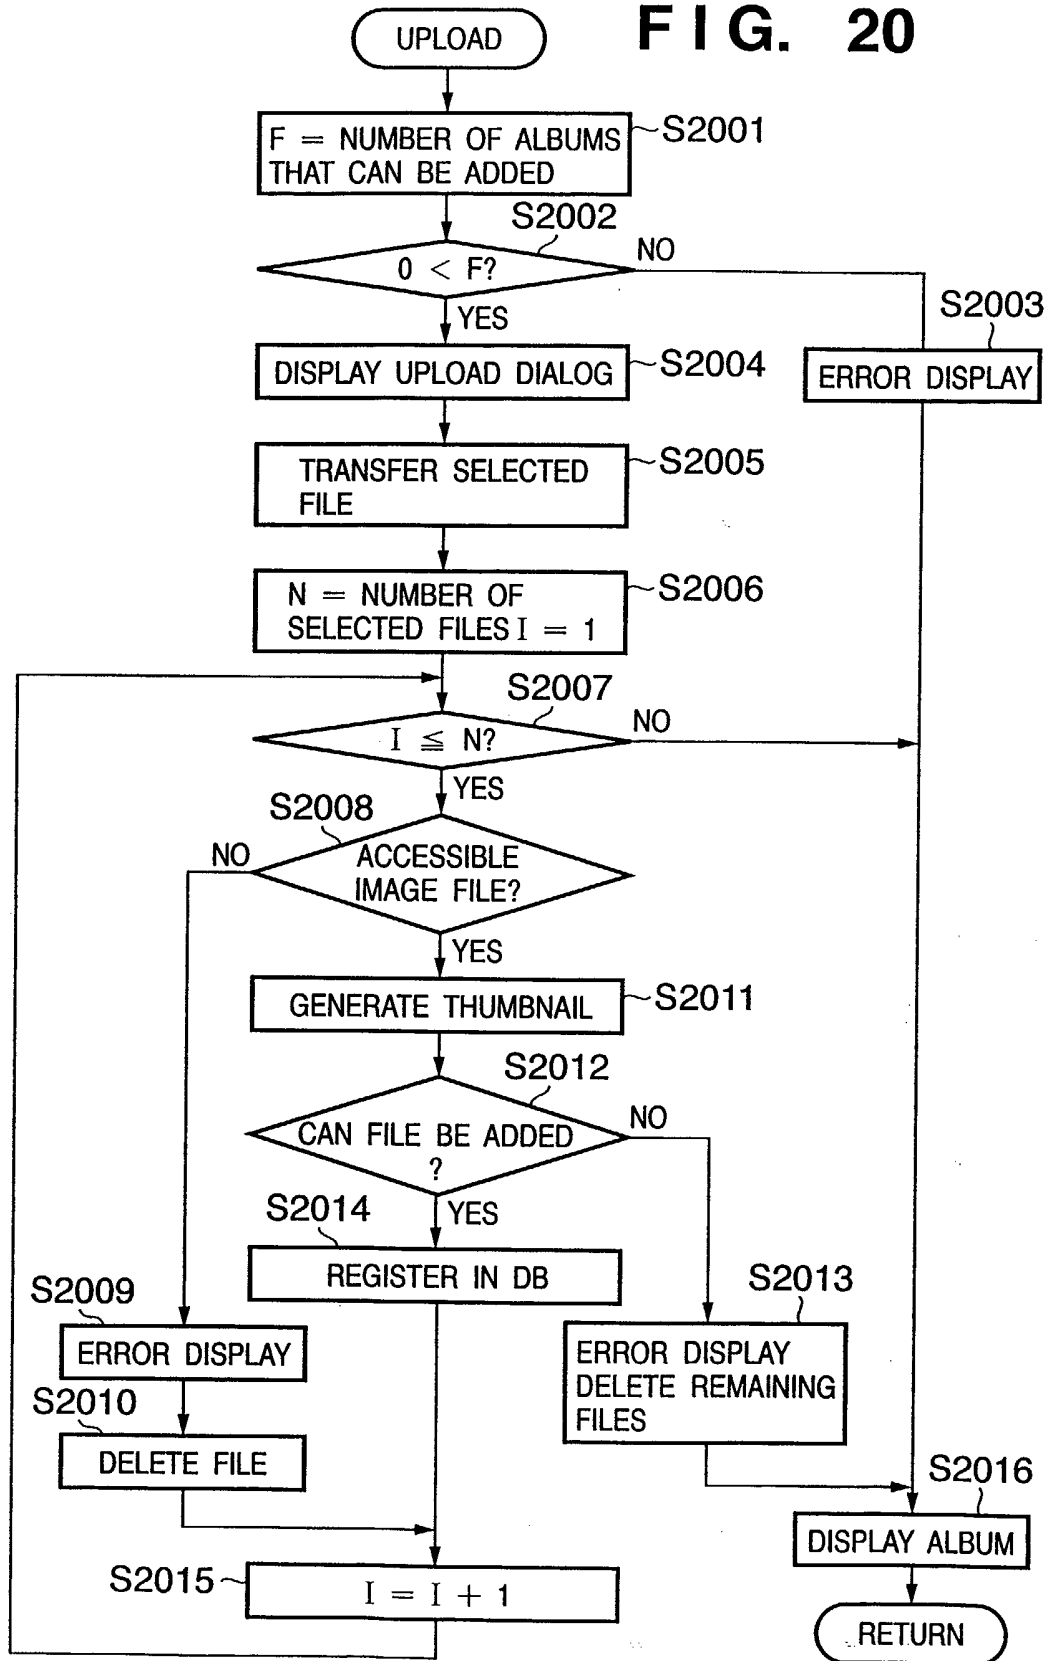 FIG. 20
UPLOAD
S2001
F = NUMBER OF ALBUMS
THAT CAN BE ADDED
S2002
0 < F?
NO
YES
S2003
ERROR DISPLAY
S2004
DISPLAY UPLOAD DIALOG
S2005
TRANSFER SELECTED
FILE
S2006
N = NUMBER OF
SELECTED FILES I = 1
S2007
I ≦ N?
NO
YES
S2008
ACCESSIBLE
IMAGE FILE?
NO
YES
S2011
GENERATE THUMBNAIL
S2012
CAN FILE BE ADDED
?
NO
YES
S2014
REGISTER IN DB
S2009
ERROR DISPLAY
S2013
ERROR DISPLAY
DELETE REMAINING
FILES
S2010
DELETE FILE
S2016
DISPLAY ALBUM
S2015
I = I + 1
RETURN